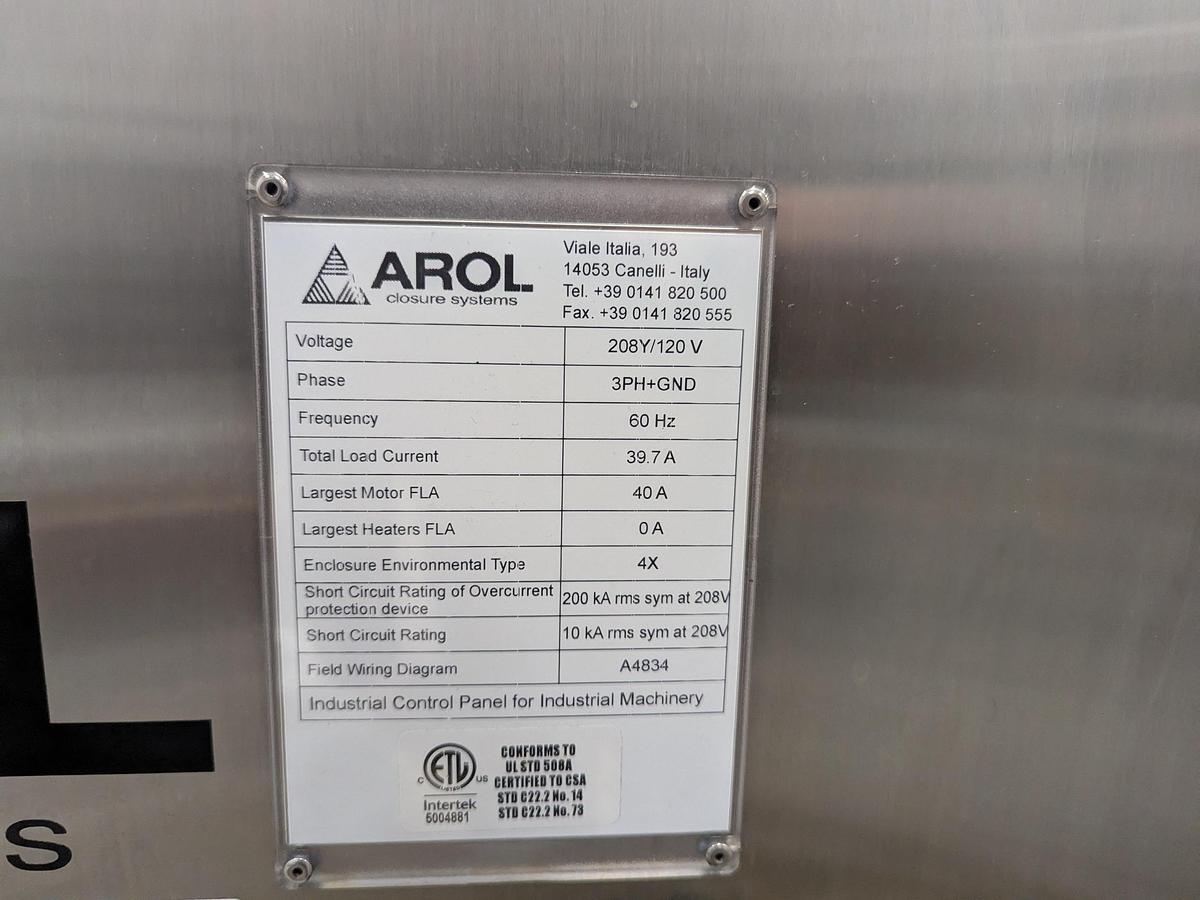 AROL
closure systems
Viale Italia, 193
14053 Canelli - Italy
Tel. +39 0141 820 500
Fax. +39 0141 820 555
Voltage 208Y/120 V
Phase 3PH+GND
Frequency 60 Hz
Total Load Current 39.7 A
Largest Motor FLA 40 A
Largest Heaters FLA 0 A
Enclosure Environmental Type 4X
Short Circuit Rating of Overcurrent
protection device 200 kA rms sym at 208V
Short Circuit Rating 10 kA rms sym at 208V
Field Wiring Diagram A4834
Industrial Control Panel for Industrial Machinery
C ETL US
LISTED
Intertek
5004881
CONFORMS TO
UL STD 508A
CERTIFIED TO CSA
STD C22.2 No. 14
STD C22.2 No. 73
L
S